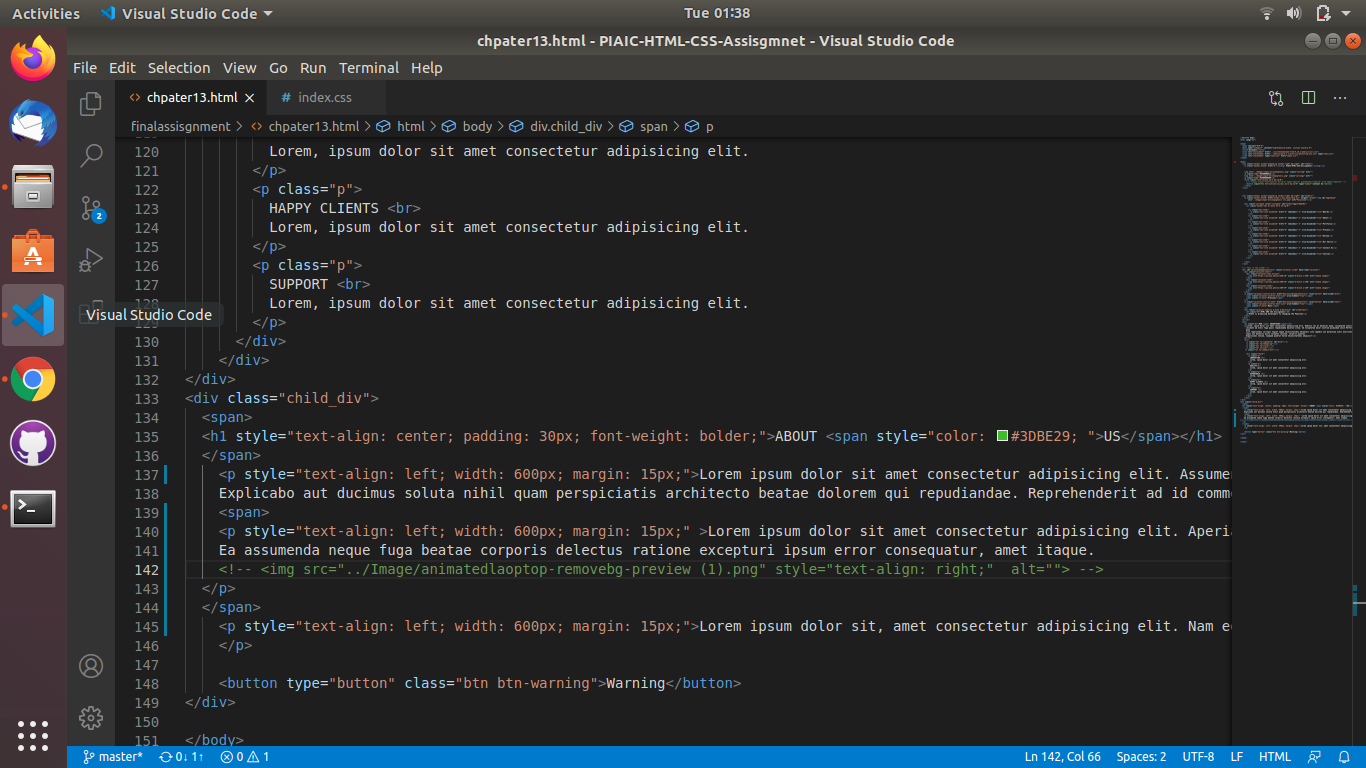 Activities Visual Studio Code Tue 01:38
chpater13.html - PIAIC-HTML-CSS-Assisgmnet - Visual Studio Code
File Edit Selection View Go Run Terminal Help
chpater13.html index.css
finalassisgnment > chpater13.html > html > body > div.child_div > span > p
120 Lorem, ipsum dolor sit amet consectetur adipisicing elit.
121 </p>
122 <p class="p">
123 HAPPY CLIENTS <br>
124 Lorem, ipsum dolor sit amet consectetur adipisicing elit.
125 </p>
126 <p class="p">
127 SUPPORT <br>
128 Lorem, ipsum dolor sit amet consectetur adipisicing elit.
Visual Studio Code
129 </p>
130 </div>
131 </div>
132 </div>
133 <div class="child_div">
134 <span>
135 <h1 style="text-align: center; padding: 30px; font-weight: bolder;">ABOUT <span style="color: #3DBE29; ">US</span></h1>
136 </span>
137 <p style="text-align: left; width: 600px; margin: 15px;">Lorem ipsum dolor sit amet consectetur adipisicing elit. Assume
138 Explicabo aut ducimus soluta nihil quam perspiciatis architecto beatae dolorem qui repudiandae. Reprehenderit ad id comm
139 <span>
140 <p style="text-align: left; width: 600px; margin: 15px;" >Lorem ipsum dolor sit amet consectetur adipisicing elit. Aperia
141 Ea assumenda neque fuga beatae corporis delectus ratione excepturi ipsum error consequatur, amet itaque.
142 <!-- <img src="../Image/animatedlaoptop-removebg-preview (1).png" style="text-align: right;"  alt=""> -->
143 </p>
144 </span>
145 <p style="text-align: left; width: 600px; margin: 15px;">Lorem ipsum dolor sit, amet consectetur adipisicing elit. Nam e
146 </p>
147
148 <button type="button" class="btn btn-warning">Warning</button>
149 </div>
150
151 </body>
2
master* 0↓ 1↑ 0 1 Ln 142, Col 66 Spaces: 2 UTF-8 LF HTML